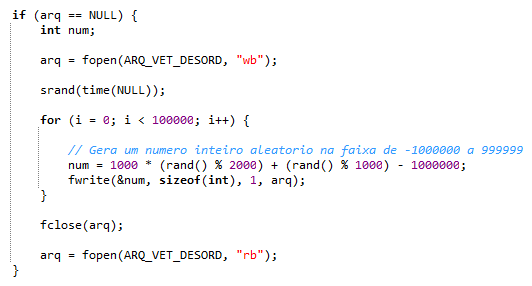 if (arq == NULL) {
    int num;

    arq = fopen(ARQ_VET_DESORD, "wb");

    srand(time(NULL));

    for (i = 0; i < 100000; i++) {

        // Gera um numero inteiro aleatorio na faixa de -1000000 a 999999
        num = 1000 * (rand() % 2000) + (rand() % 1000) - 1000000;
        fwrite(&num, sizeof(int), 1, arq);
    }

    fclose(arq);

    arq = fopen(ARQ_VET_DESORD, "rb");
}